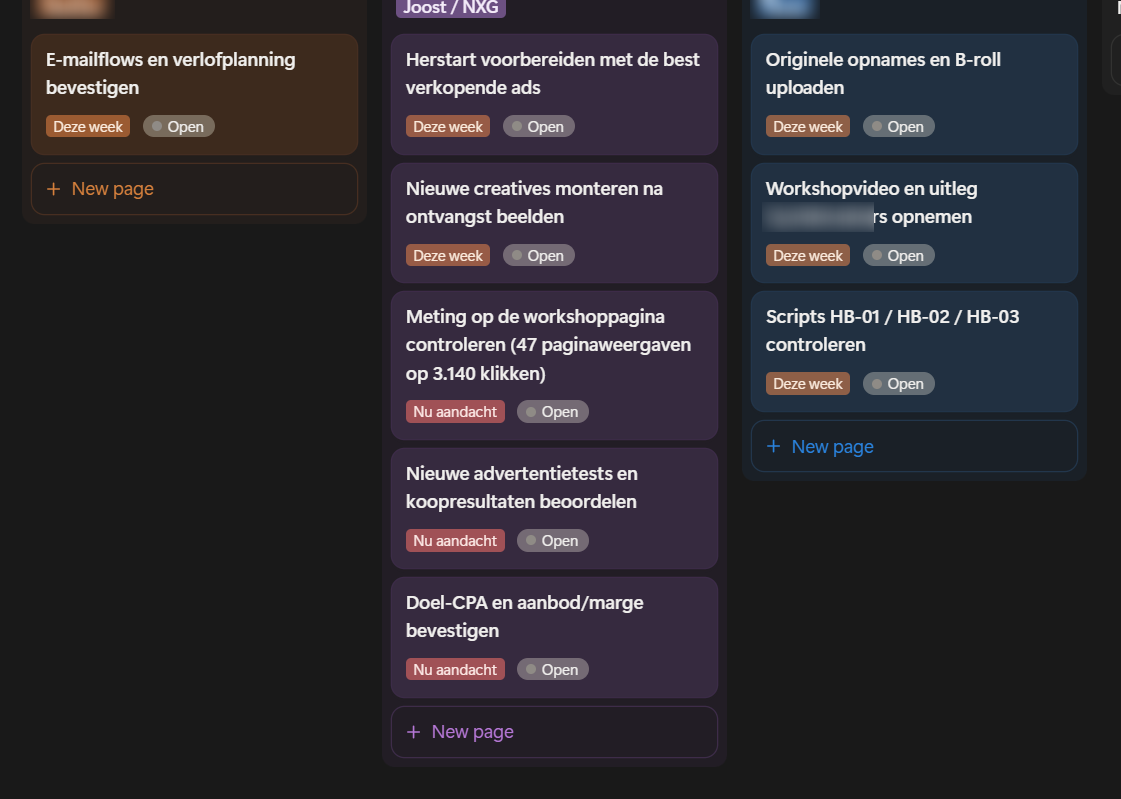 E-mailflows en verlofplanning
bevestigen
Deze week Open
+ New page
Joost / NXG
Herstart voorbereiden met de best
verkopende ads
Deze week Open
Nieuwe creatives monteren na
ontvangst beelden
Deze week Open
Meting op de workshoppagina
controleren (47 paginaweergaven
op 3.140 klikken)
Nu aandacht Open
Nieuwe advertentietests en
koopresultaten beoordelen
Nu aandacht Open
Doel-CPA en aanbod/marge
bevestigen
Nu aandacht Open
+ New page
Originele opnames en B-roll
uploaden
Deze week Open
Workshopvideo en uitleg
opnemen
Deze week Open
Scripts HB-01 / HB-02 / HB-03
controleren
Deze week Open
+ New page